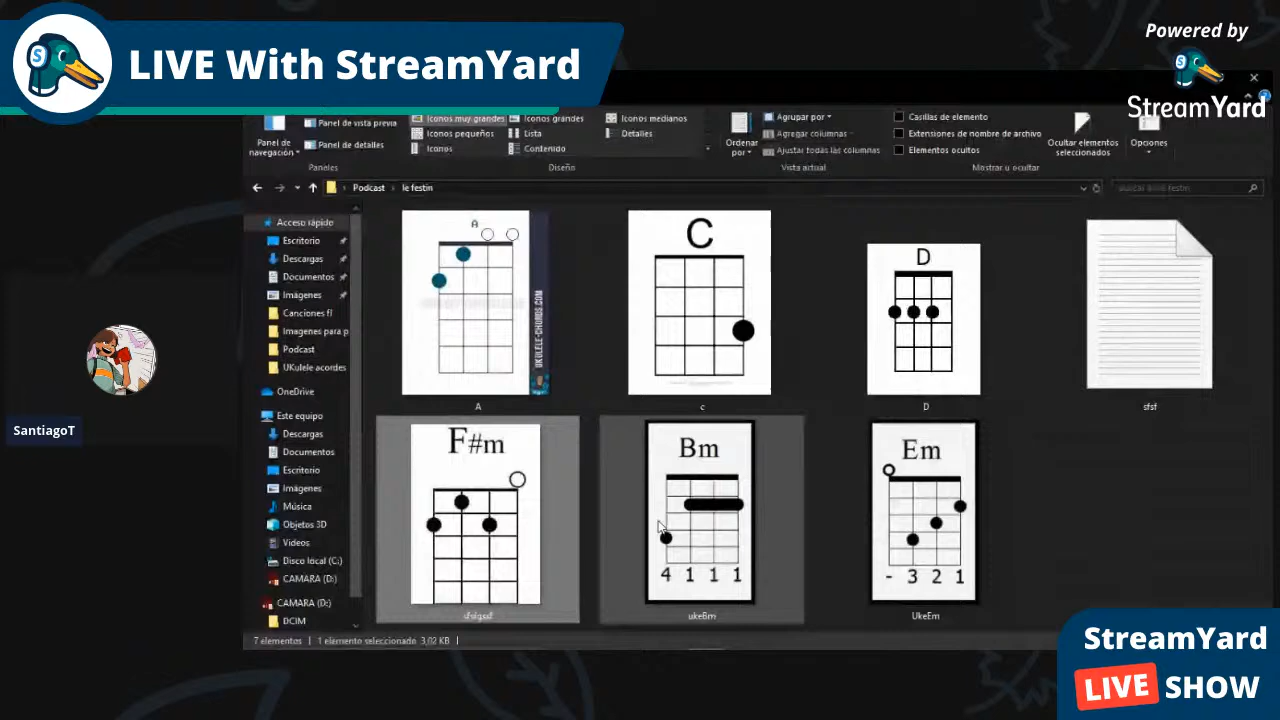 LIVE With StreamYard
Powered by
StreamYard
Panel de navegación
Panel de vista previa
Panel de detalles
Paneles
Iconos muy grandes
Iconos grandes
Iconos medianos
Iconos pequeños
Lista
Detalles
Iconos
Contenido
Diseño
Ordenar por
Agrupar por
Agregar columnas
Ajustar todas las columnas
Vista actual
Casillas de elemento
Extensiones de nombre de archivo
Elementos ocultos
Mostrar u ocultar
Ocultar elementos seleccionados
Opciones
Podcast
le festin
Acceso rápido
Escritorio
Descargas
Documentos
Imágenes
Canciones fl
Imagenes para p
Podcast
UKulele acordes
OneDrive
Este equipo
Descargas
Documentos
Escritorio
Imágenes
Música
Objetos 3D
Videos
Disco local (C:)
CAMARA (D:)
CAMARA (D:)
DCIM
A
UKULELE-CHORDS.COM
A
C
c
D
D
sfsf
F#m
Bm
4 1 1 1
ukeBm
Em
- 3 2 1
UkeEm
7 elementos
1 elemento seleccionado 3,02 KB
SantiagoT
StreamYard
LIVE SHOW